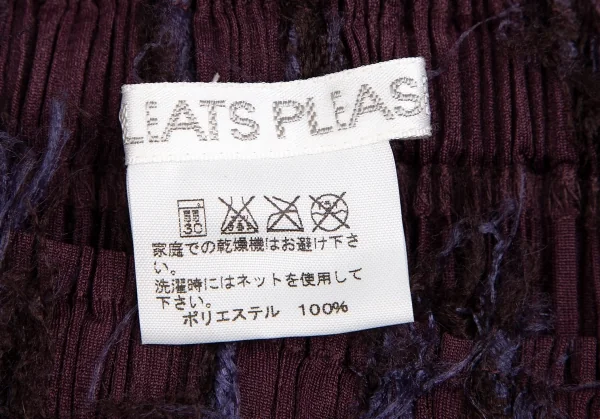 LEATS PLEAS
弱
30
家庭での乾燥機はお避け下さ
い。
洗濯時にはネットを使用して
下さい。
ポリエステル 100%